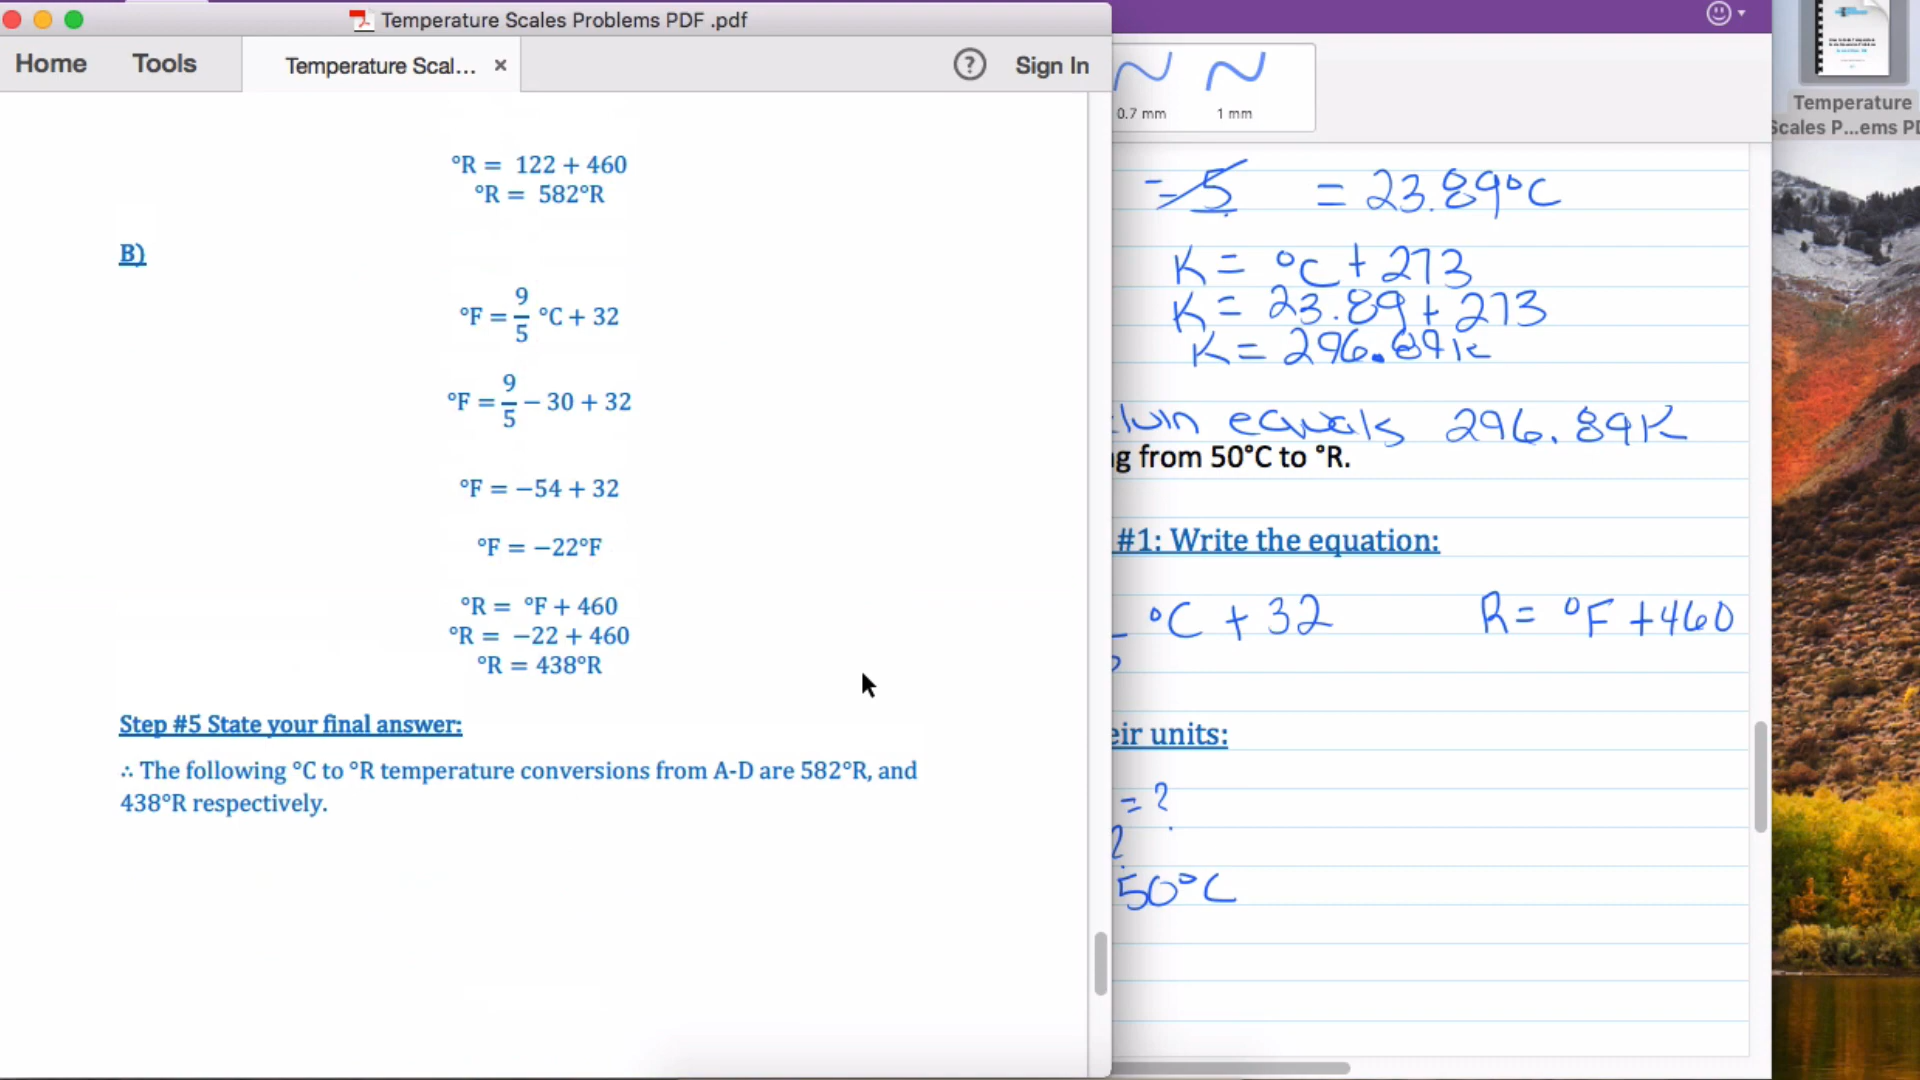 Temperature Scales Problems PDF .pdf
Home Tools Temperature Scal... × ? Sign In
°R = 122 + 460
°R = 582°R
B)
°F = 9/5 °C + 32
°F = 9/5 − 30 + 32
°F = −54 + 32
°F = −22°F
°R = °F + 460
°R = −22 + 460
°R = 438°R
Step #5 State your final answer:
∴ The following °C to °R temperature conversions from A-D are 582°R, and
438°R respectively.
0.7 mm 1 mm
= 5 = 23.89°C
K = °C + 273
K = 23.89 + 273
K = 296.89K
lvin equals 296.89K
g from 50°C to °R.
#1: Write the equation:
°C + 32 R = °F + 460
eir units:
= ?
?
50°C
Temperature
Scales P...ems PD